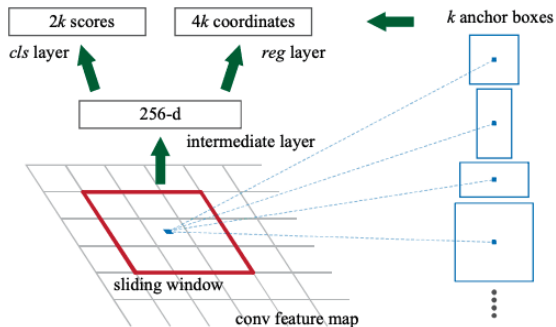 2k scores
4k coordinates
k anchor boxes
cls layer
reg layer
256-d
intermediate layer
sliding window
conv feature map